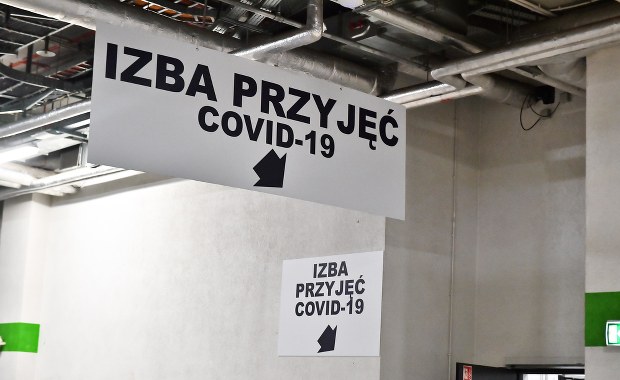 IZBA PRZYJĘĆ
COVID-19
IZBA
PRZYJĘĆ
COVID-19